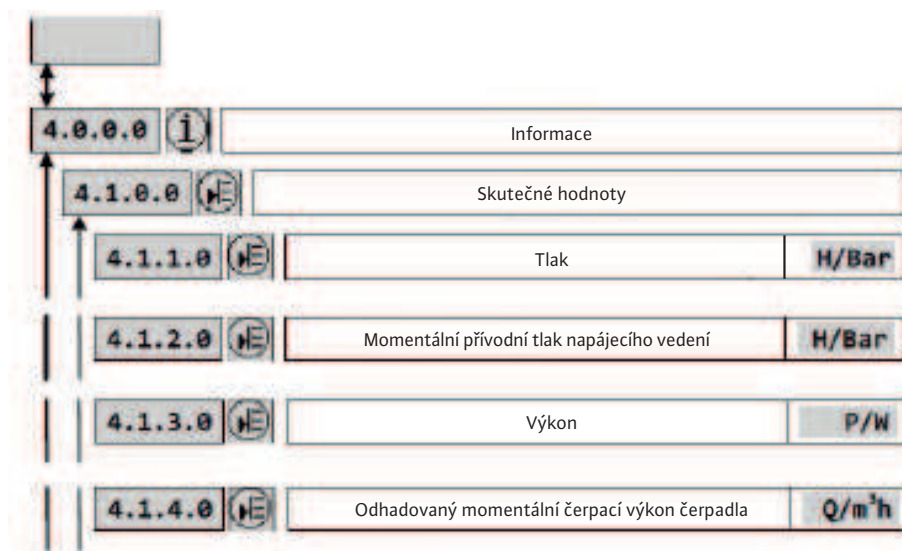 4.0.0.0 Informace
4.1.0.0 Skutečné hodnoty
4.1.1.0 Tlak H/Bar
4.1.2.0 Momentální přívodní tlak napájecího vedení H/Bar
4.1.3.0 Výkon P/W
4.1.4.0 Odhadovaný momentální čerpací výkon čerpadla Q/m³h